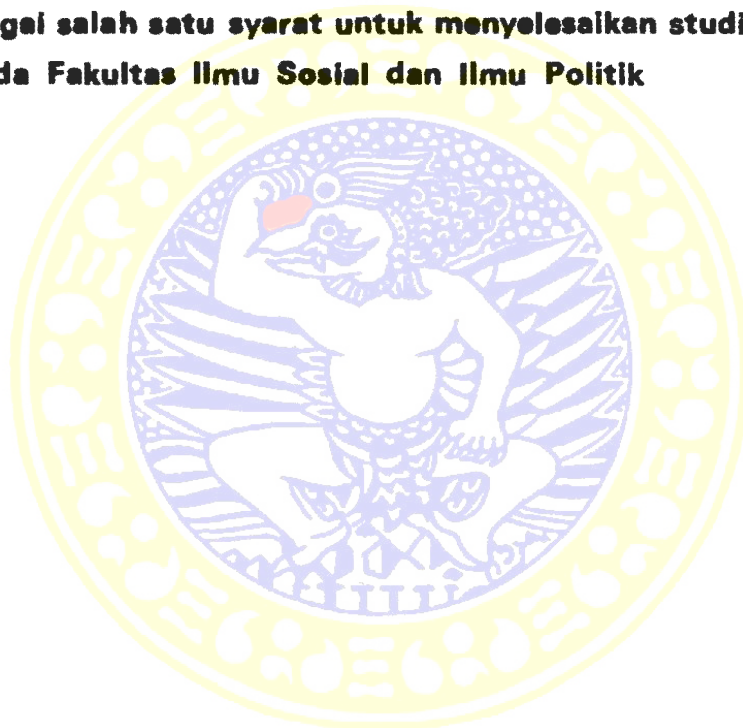 gai salah satu syarat untuk menyelesaikan studi
da Fakultas Ilmu Sosial dan Ilmu Politik